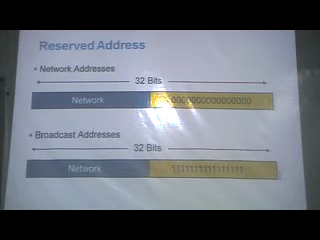 Reserved Address
Network Addresses
32 Bits
Network
Broadcast Addresses
32 Bits
Network